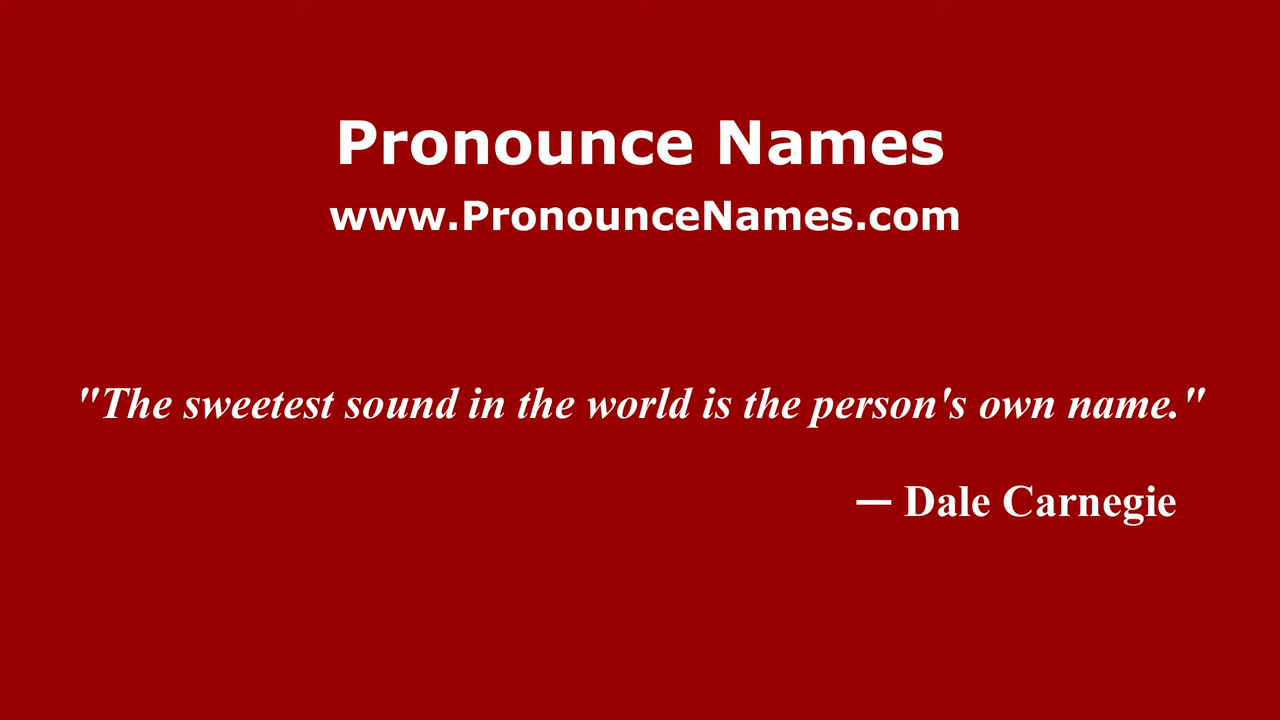 Pronounce Names
www.PronounceNames.com
"The sweetest sound in the world is the person's own name."
— Dale Carnegie